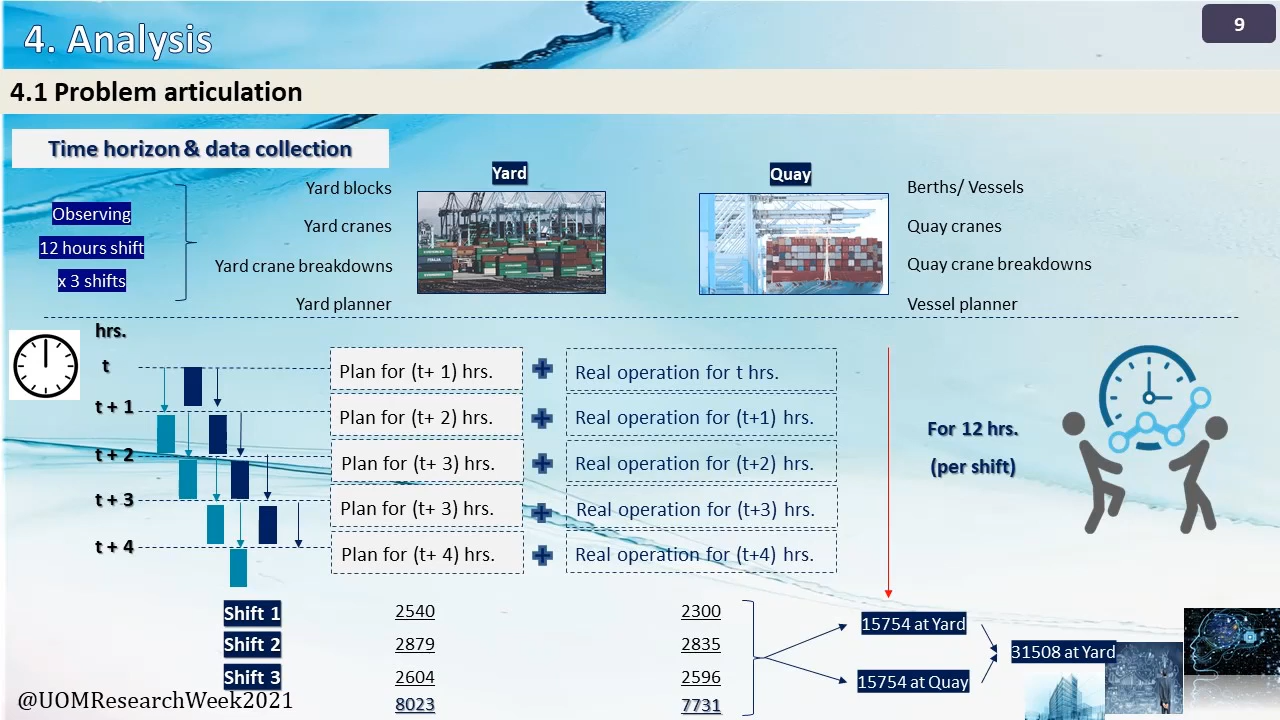 4. Analysis
9
4.1 Problem articulation
Time horizon & data collection
Observing
12 hours shift
x 3 shifts
Yard blocks
Yard cranes
Yard crane breakdowns
Yard planner
Yard
Quay
Berths/ Vessels
Quay cranes
Quay crane breakdowns
Vessel planner
hrs.
t
t + 1
t + 2
t + 3
t + 4
Plan for (t+ 1) hrs.
Real operation for t hrs.
Plan for (t+ 2) hrs.
Real operation for (t+1) hrs.
Plan for (t+ 3) hrs.
Real operation for (t+2) hrs.
Plan for (t+ 3) hrs.
Real operation for (t+3) hrs.
Plan for (t+ 4) hrs.
Real operation for (t+4) hrs.
For 12 hrs.
(per shift)
Shift 1 2540 2300
Shift 2 2879 2835
Shift 3 2604 2596
8023 7731
15754 at Yard
15754 at Quay
31508 at Yard
@UOMResearchWeek2021